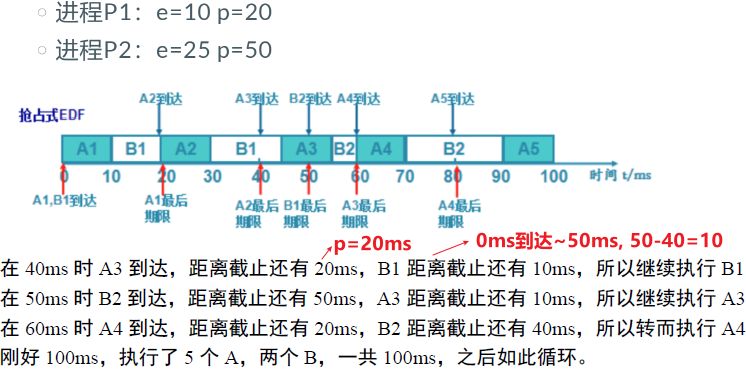 进程P1：e=10 p=20
进程P2：e=25 p=50
抢占式EDF
A2到达 A3到达 B2到达 A4到达 A5到达
A1 B1 A2 B1 A3 B2 A4 B2 A5
0 10 20 30 40 50 60 70 80 90 100 时间 t/ms
A1,B1到达 A1最后期限 A2最后期限 B1最后期限 A3最后期限 A4最后期限
p=20ms 0ms到达~50ms, 50-40=10
在 40ms 时 A3 到达，距离截止还有 20ms，B1 距离截止还有 10ms，所以继续执行 B1
在 50ms 时 B2 到达，距离截止还有 50ms，A3 距离截止还有 10ms，所以继续执行 A3
在 60ms 时 A4 到达，距离截止还有 20ms，B2 距离截止还有 40ms，所以转而执行 A4
刚好 100ms，执行了 5 个 A，两个 B，一共 100ms，之后如此循环。